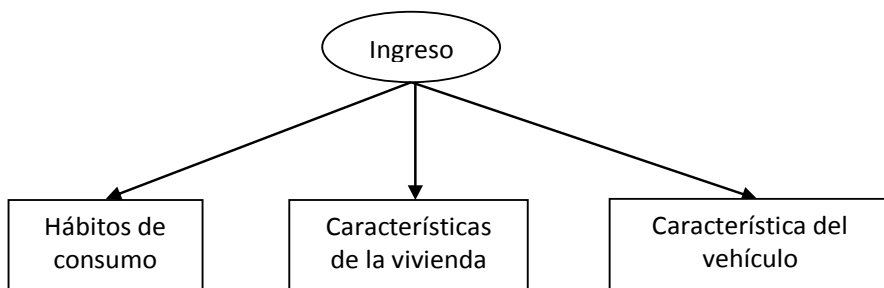 Ingreso
Hábitos de
consumo
Características
de la vivienda
Característica del
vehículo